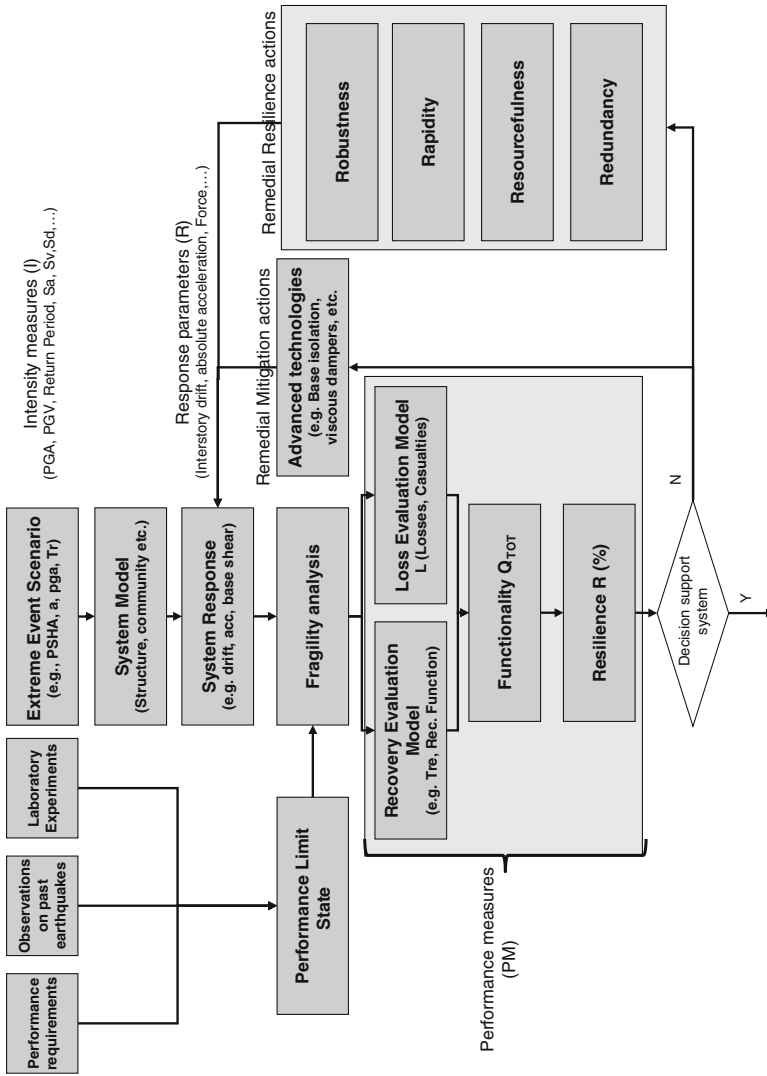 Performance
requirements
Observations
on past
earthquakes
Laboratory
Experiments
Extreme Event Scenario
(e.g., PSHA, a, pga, Tr)
Intensity measures (I)
(PGA, PGV, Return Period, Sa, Sv,Sd,…)
System Model
(Structure, community etc.)
System Response
(e.g. drift, acc, base shear)
Response parameters (R)
(Interstory drift, absolute acceleration, Force,…)
Performance Limit
State
Fragility analysis
Remedial Mitigation actions
Advanced technologies
(e.g. Base isolation,
viscous dampers, etc.
Remedial Resilience actions
Robustness
Rapidity
Resourcefulness
Redundancy
Performance measures
(PM)
Recovery Evaluation
Model
(e.g. Tre, Rec. Function)
Loss Evaluation Model
L (Losses, Casualties)
Functionality QTOT
Resilience R (%)
Decision support
system
N
Y